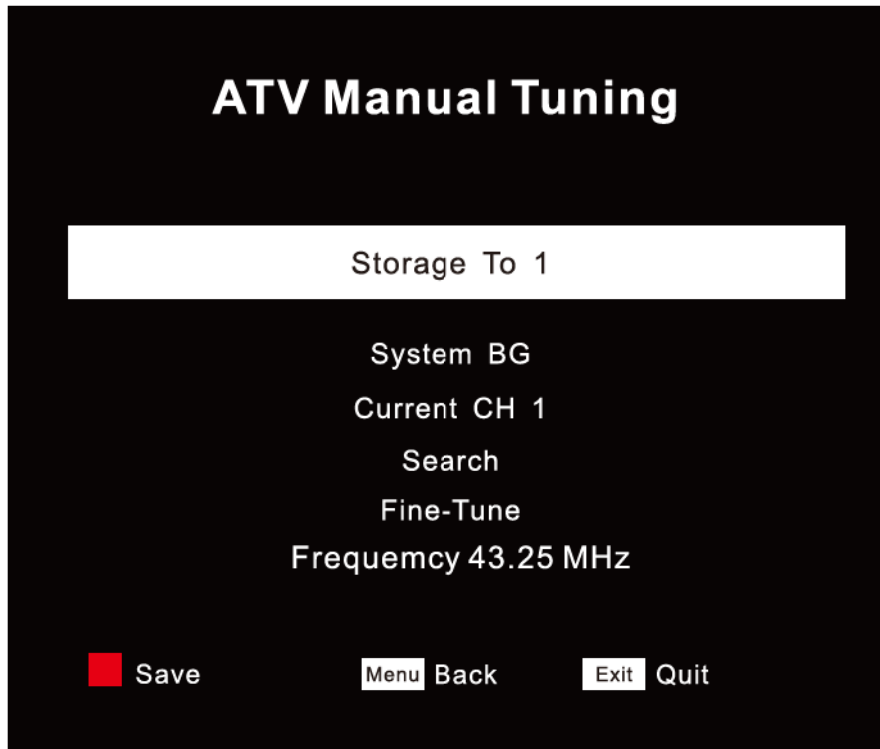 ATV Manual Tuning
Storage To 1
System BG
Current CH 1
Search
Fine-Tune
Frequemcy 43.25 MHz
Save Menu Back Exit Quit